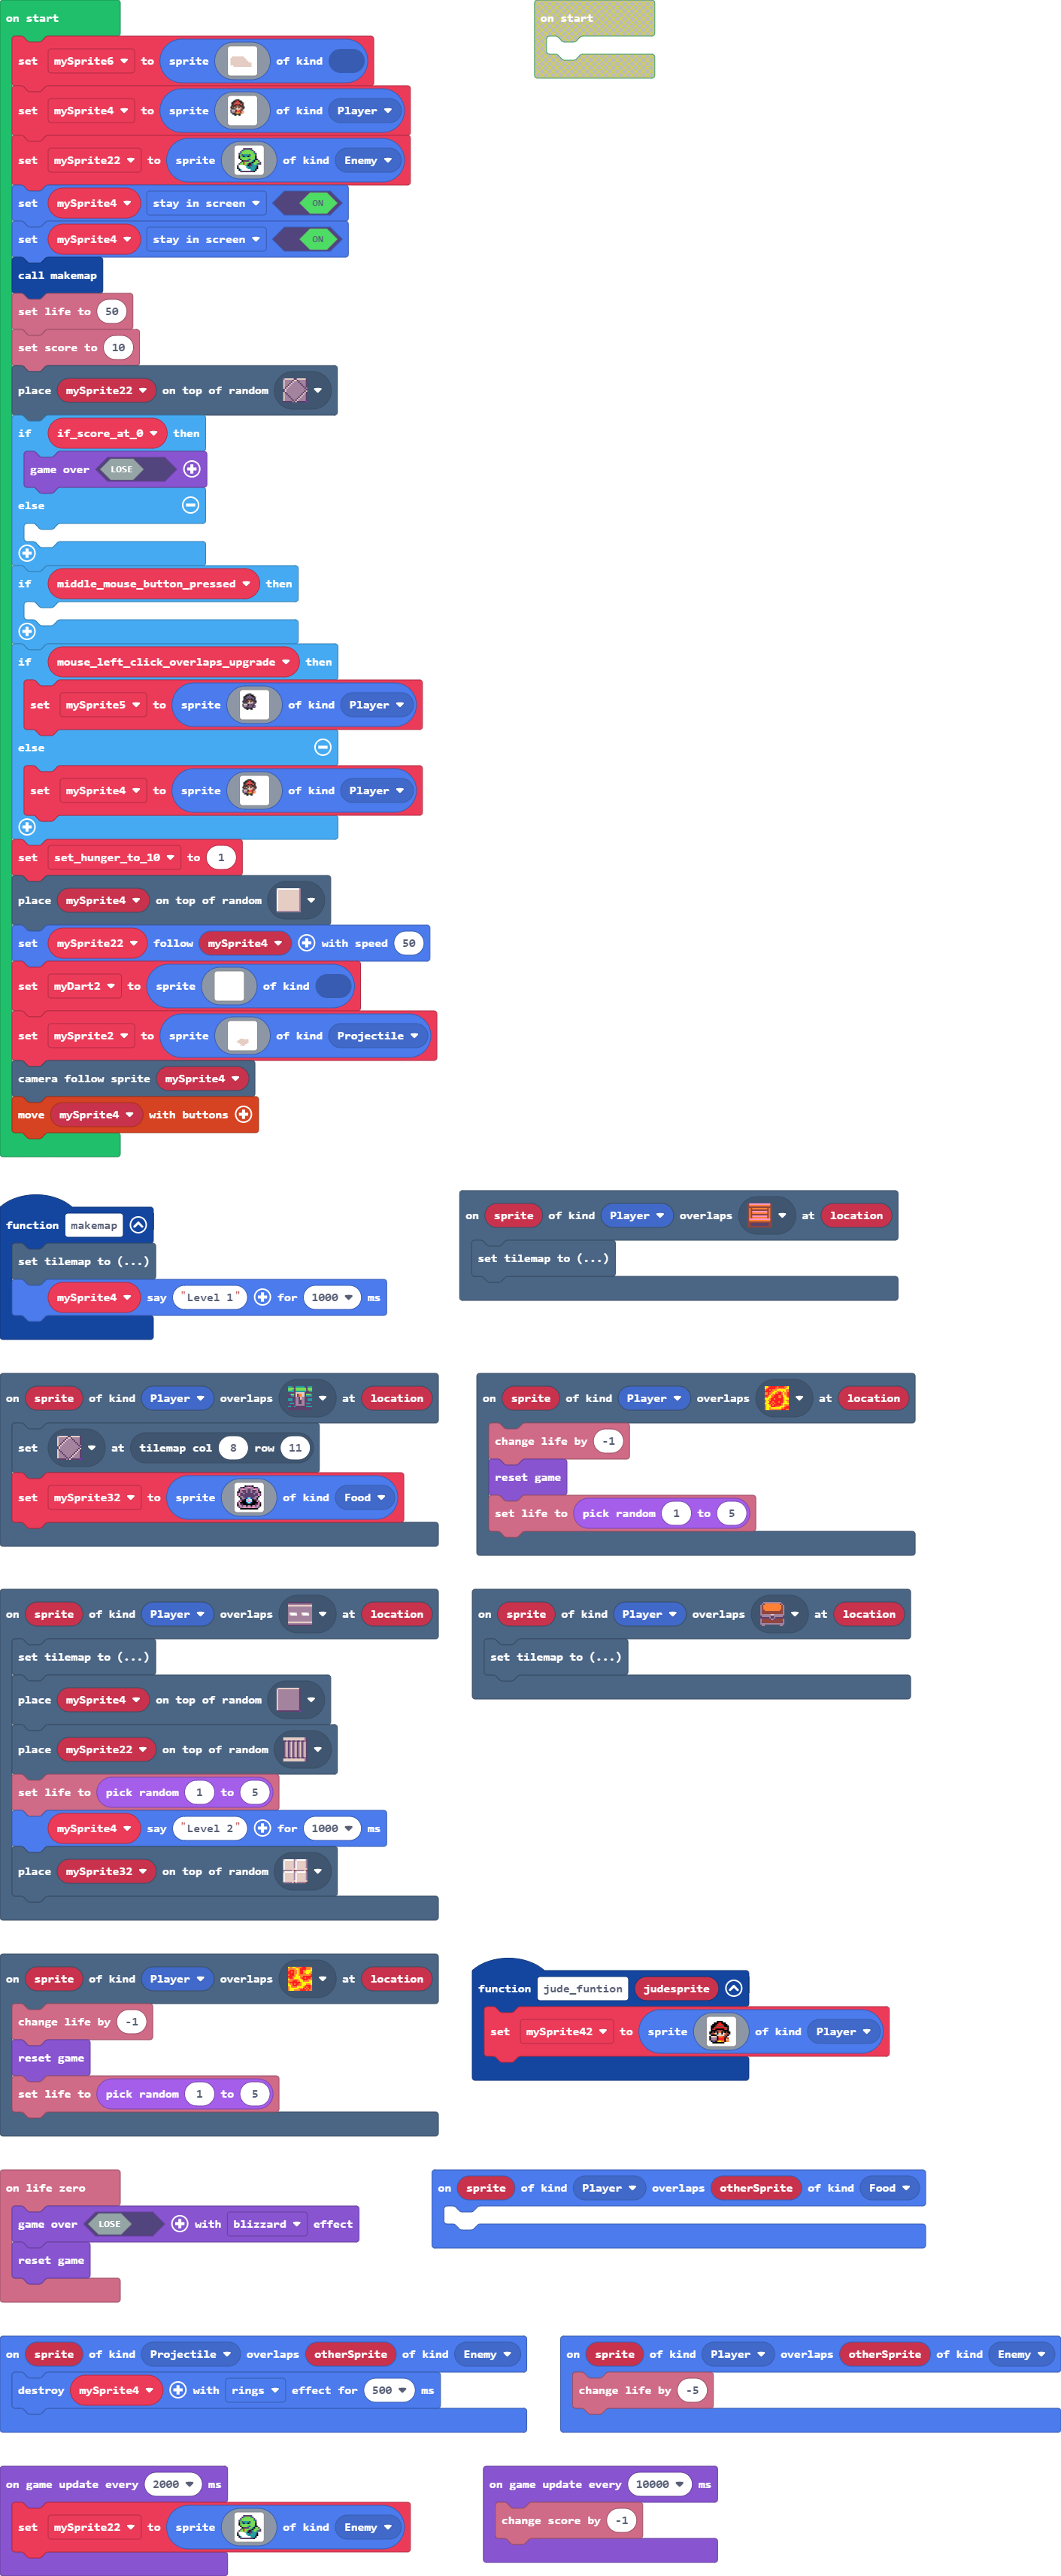 on start
on start
set mySprite6 to sprite of kind
set mySprite4 to sprite of kind Player
set mySprite22 to sprite of kind Enemy
set mySprite4 stay in screen ON
set mySprite4 stay in screen ON
call makemap
set life to 50
set score to 10
place mySprite22 on top of random
if if_score_at_0 then
game over LOSE
else
if middle_mouse_button_pressed then
if mouse_left_click_overlaps_upgrade then
set mySprite5 to sprite of kind Player
else
set mySprite4 to sprite of kind Player
set set_hunger_to_10 to 1
place mySprite4 on top of random
set mySprite22 follow mySprite4 with speed 50
set myDart2 to sprite of kind
set mySprite2 to sprite of kind Projectile
camera follow sprite mySprite4
move mySprite4 with buttons
function makemap
set tilemap to (...)
mySprite4 say "Level 1" for 1000 ms
on sprite of kind Player overlaps at location
set tilemap to (...)
on sprite of kind Player overlaps at location
set at tilemap col 8 row 11
set mySprite32 to sprite of kind Food
on sprite of kind Player overlaps at location
change life by -1
reset game
set life to pick random 1 to 5
on sprite of kind Player overlaps at location
set tilemap to (...)
place mySprite4 on top of random
place mySprite22 on top of random
set life to pick random 1 to 5
mySprite4 say "Level 2" for 1000 ms
place mySprite32 on top of random
on sprite of kind Player overlaps at location
set tilemap to (...)
on sprite of kind Player overlaps at location
change life by -1
reset game
set life to pick random 1 to 5
function jude_funtion judesprite
set mySprite42 to sprite of kind Player
on life zero
game over LOSE with blizzard effect
reset game
on sprite of kind Player overlaps otherSprite of kind Food
on sprite of kind Projectile overlaps otherSprite of kind Enemy
destroy mySprite4 with rings effect for 500 ms
on sprite of kind Player overlaps otherSprite of kind Enemy
change life by -5
on game update every 2000 ms
set mySprite22 to sprite of kind Enemy
on game update every 10000 ms
change score by -1